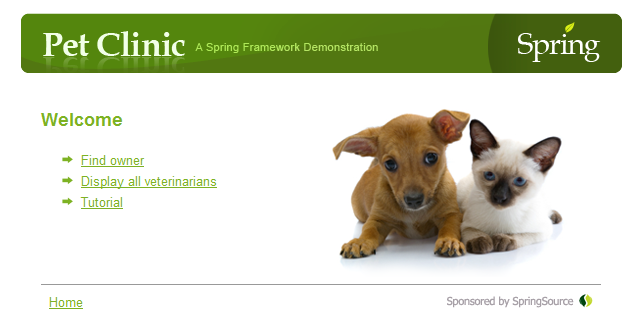 Pet Clinic A Spring Framework Demonstration Spring
Welcome
Find owner
Display all veterinarians
Tutorial
Home Sponsored by SpringSource